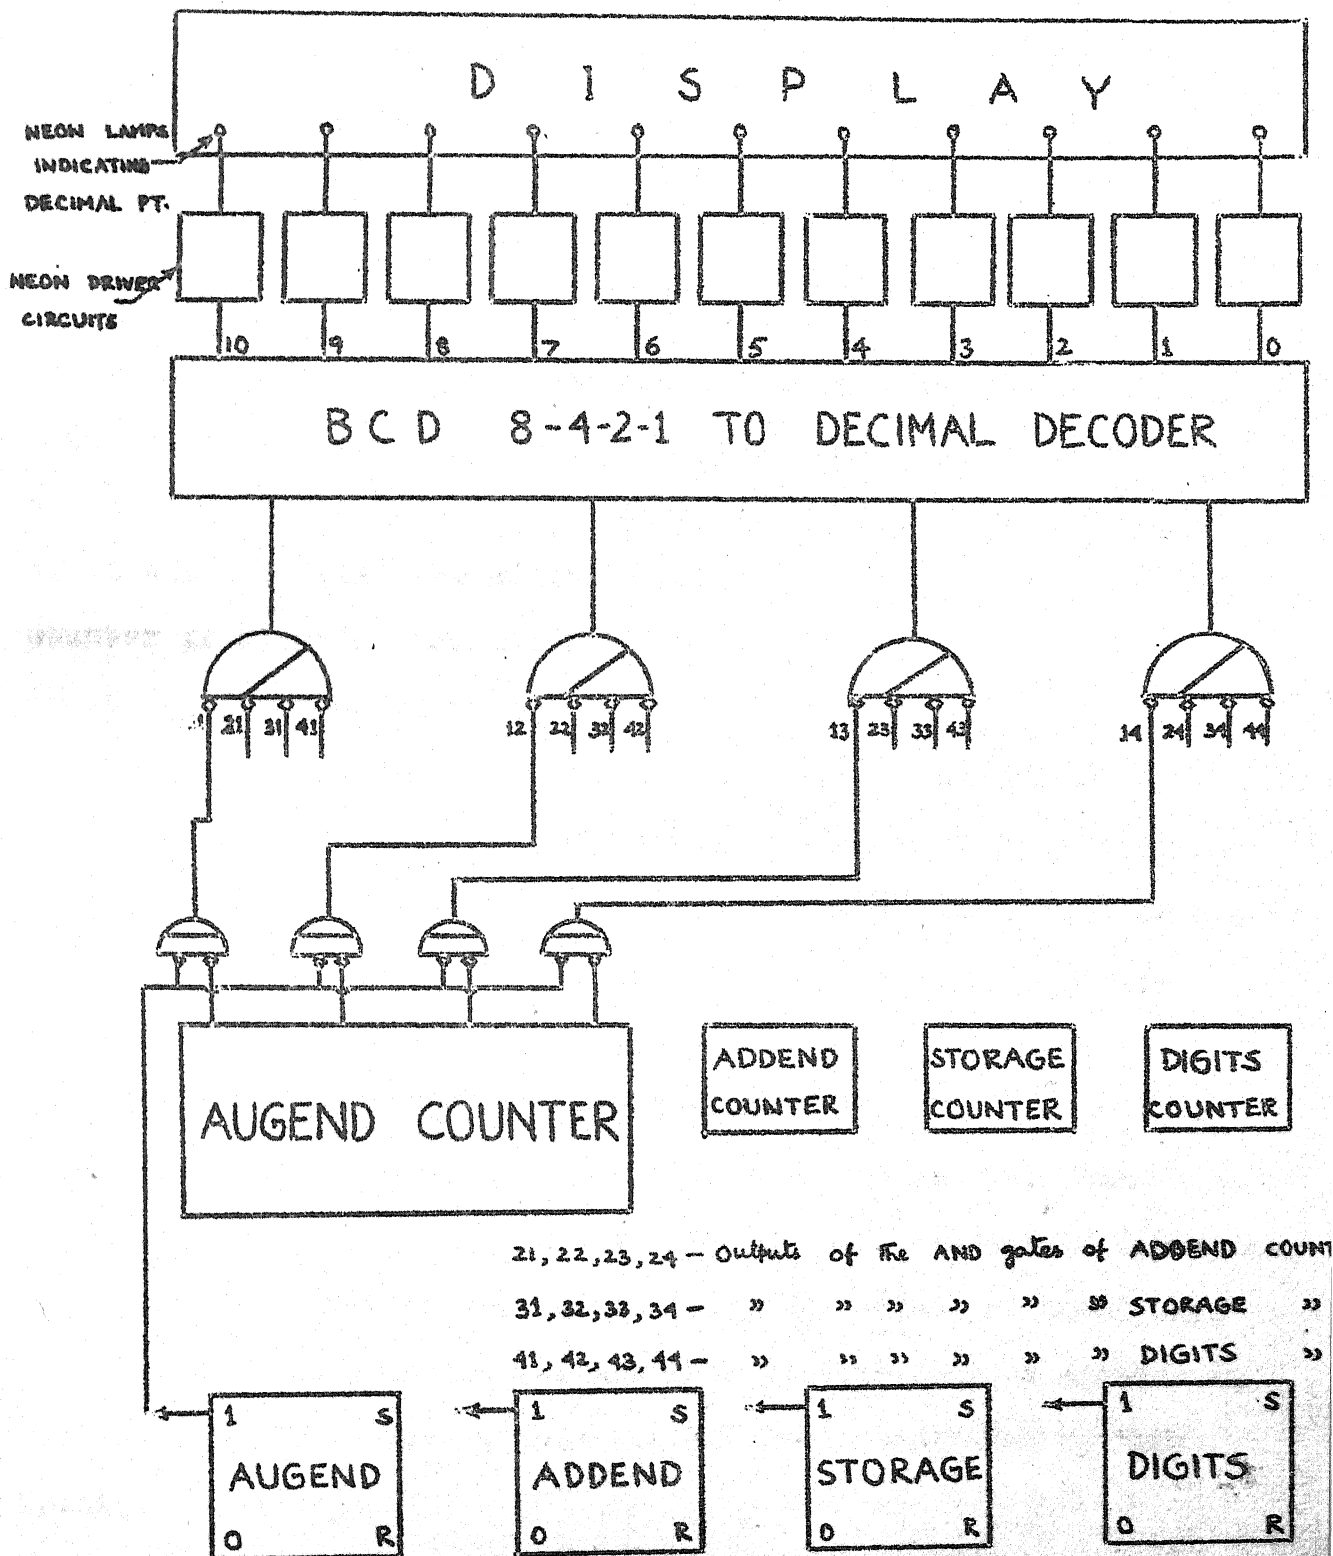 D I S P L A Y
NEON LAMPS
INDICATING
DECIMAL PT.
NEON DRIVER
CIRCUITS
10 9 8 7 6 5 4 3 2 1 0
BCD 8-4-2-1 TO DECIMAL DECODER
21 31 41 12 22 32 42 13 23 33 43 14 24 34 44
AUGEND COUNTER
ADDEND
COUNTER
STORAGE
COUNTER
DIGITS
COUNTER
21, 22, 23, 24 - Outputs of the AND gates of ADDEND COUNT
31, 32, 33, 34 - " " " " " " STORAGE "
41, 42, 43, 44 - " " " " " " DIGITS "
1 S
AUGEND
0 R
1 S
ADDEND
0 R
1 S
STORAGE
0 R
1 S
DIGITS
0 R